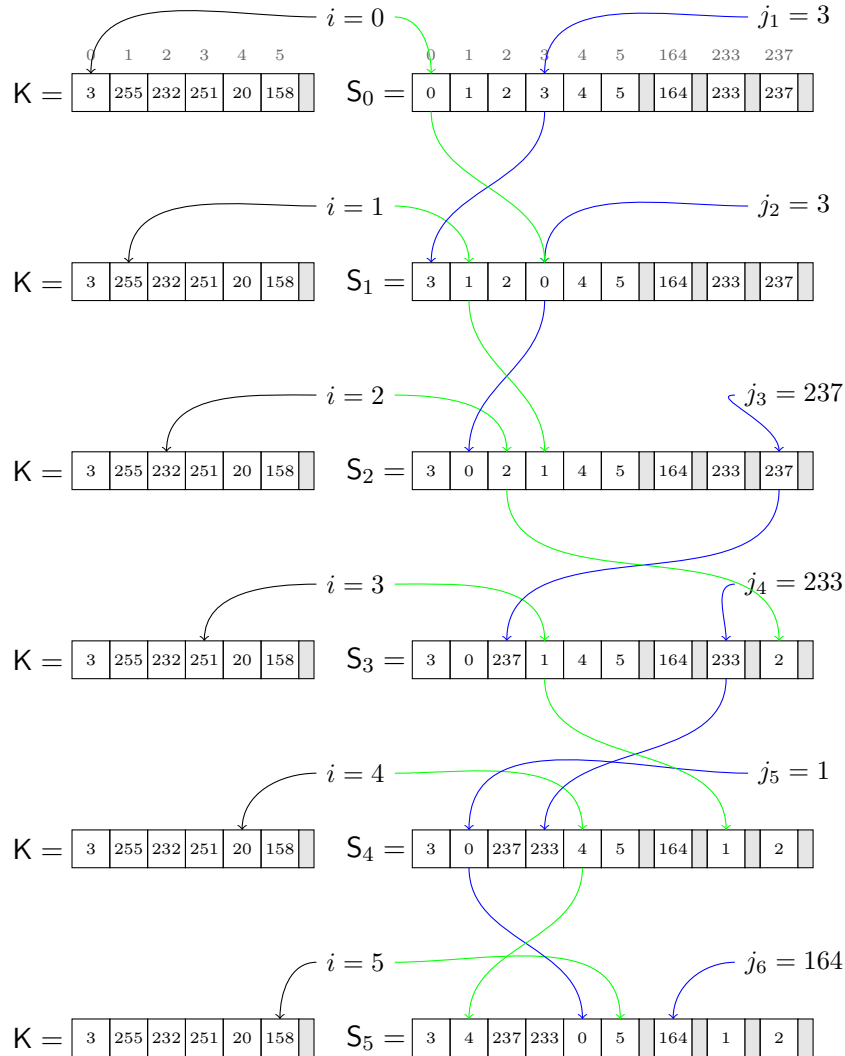 i = 0 j₁ = 3
0 1 2 3 4 5 0 1 2 3 4 5 164 233 237
K = 3 255 232 251 20 158 S₀ = 0 1 2 3 4 5 164 233 237
i = 1 j₂ = 3
K = 3 255 232 251 20 158 S₁ = 3 1 2 0 4 5 164 233 237
i = 2 j₃ = 237
K = 3 255 232 251 20 158 S₂ = 3 0 2 1 4 5 164 233 237
i = 3 j₄ = 233
K = 3 255 232 251 20 158 S₃ = 3 0 237 1 4 5 164 233 2
i = 4 j₅ = 1
K = 3 255 232 251 20 158 S₄ = 3 0 237 233 4 5 164 1 2
i = 5 j₆ = 164
K = 3 255 232 251 20 158 S₅ = 3 4 237 233 0 5 164 1 2